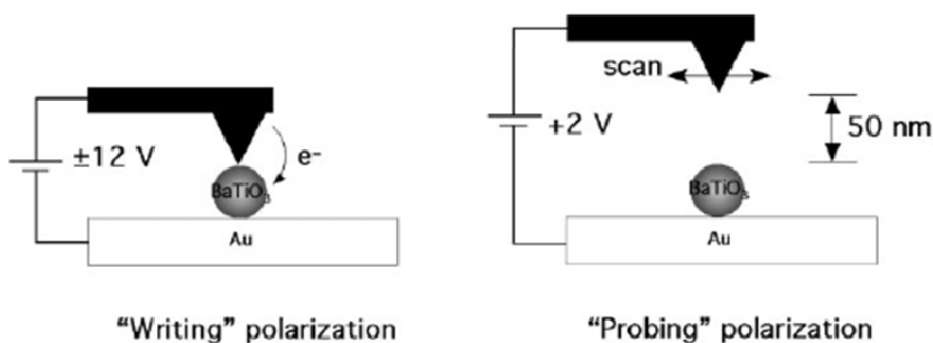 ±12 V
e-
BaTiO3
Au
"Writing" polarization
scan
+2 V
50 nm
BaTiO3
Au
"Probing" polarization